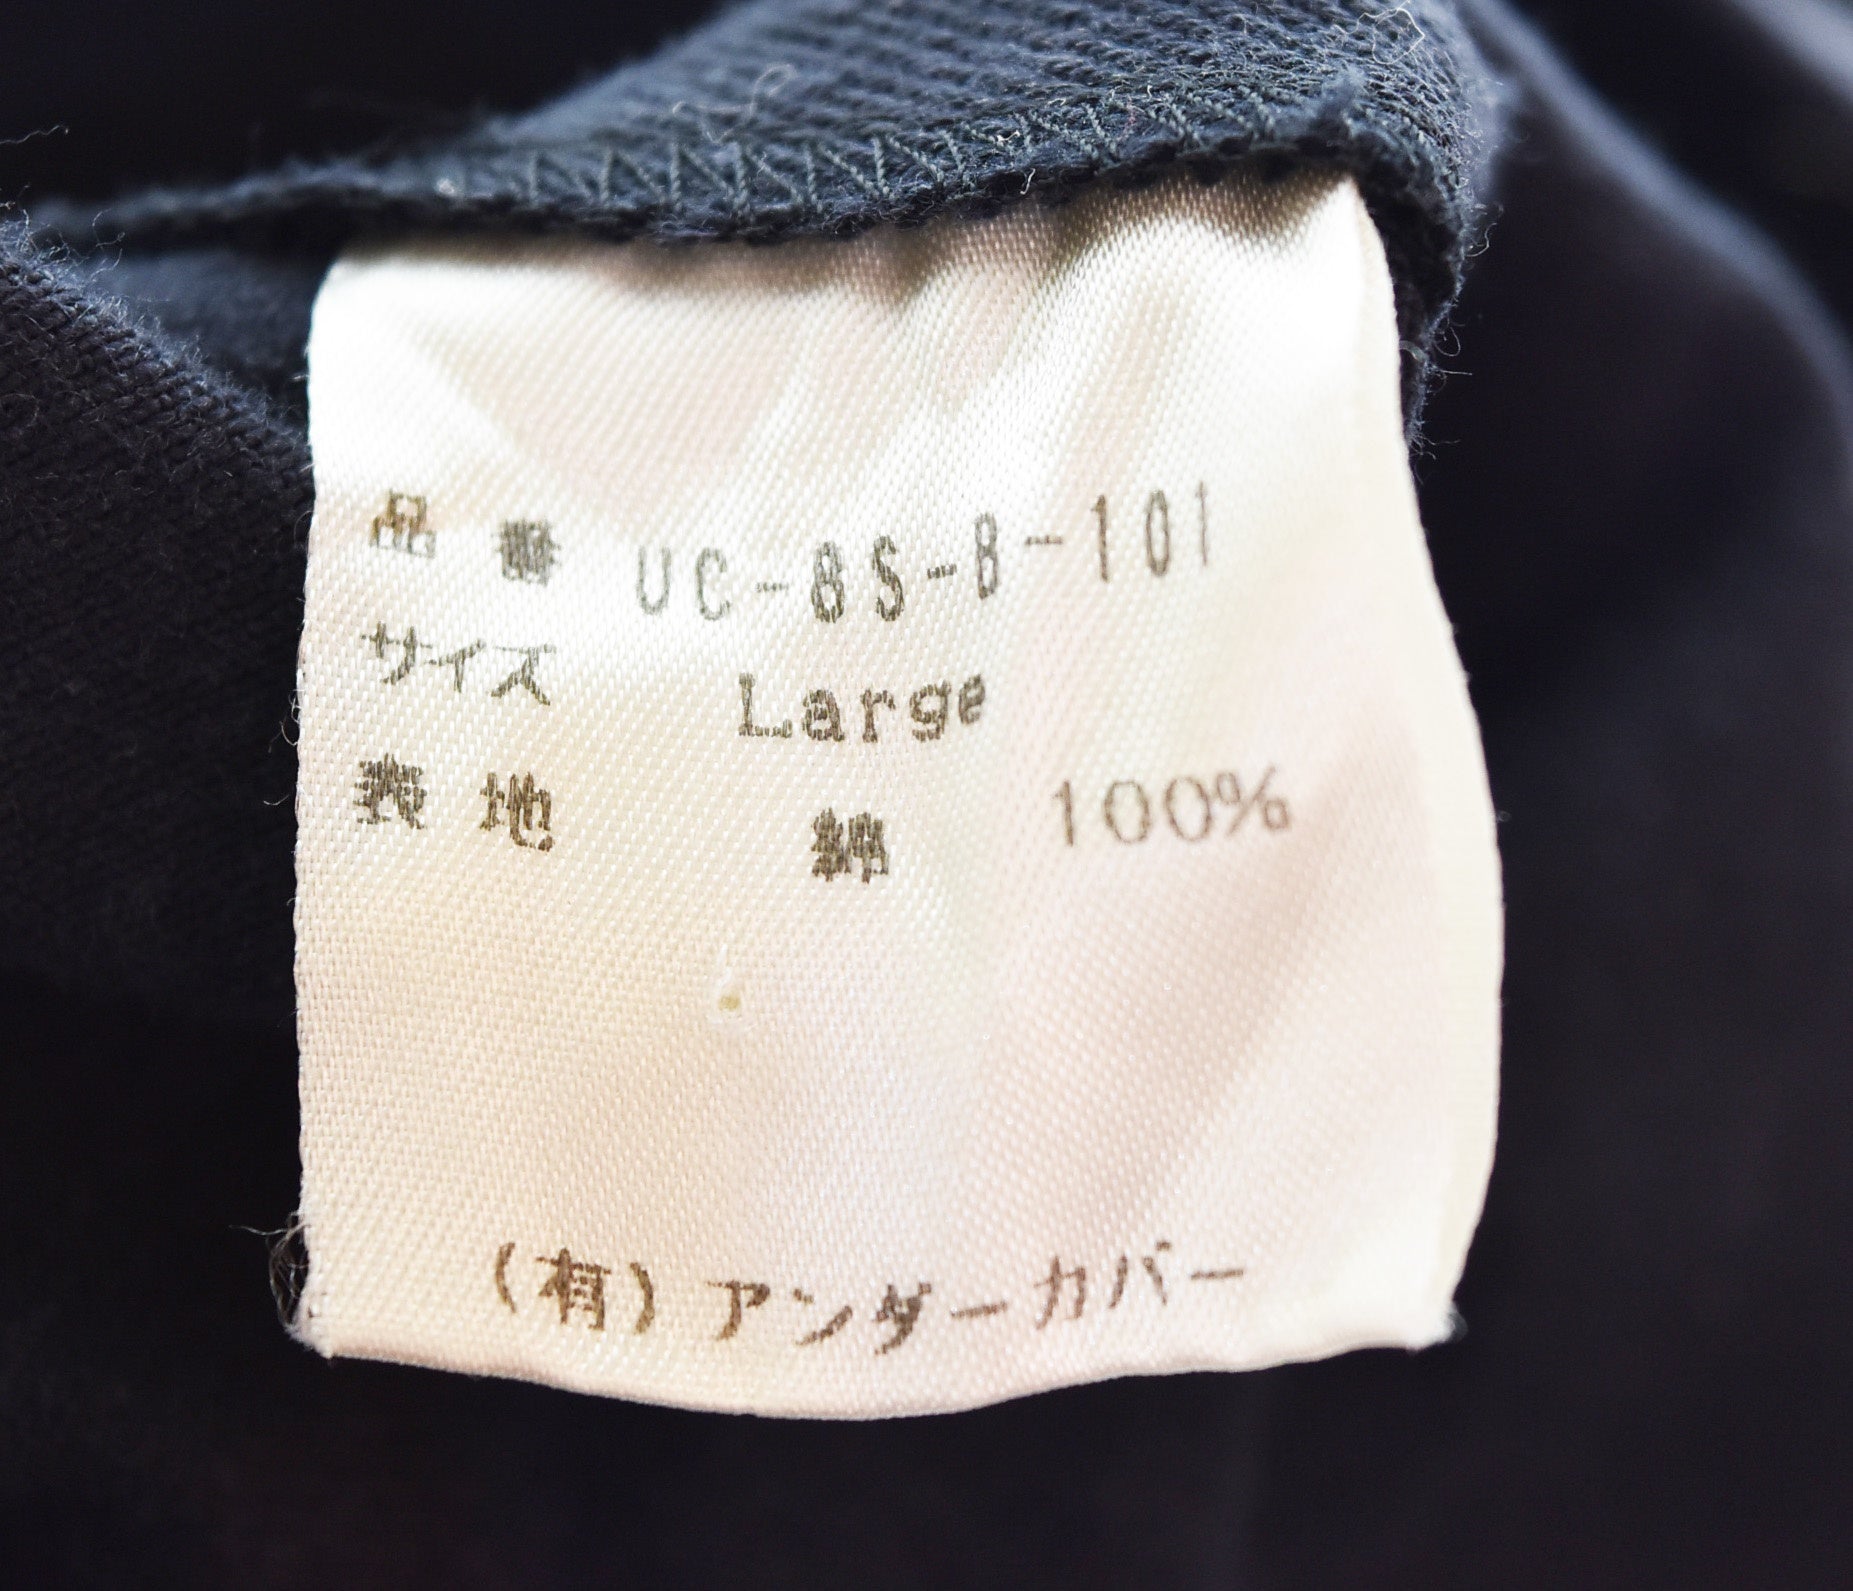 品番 UC-8S-8-101
サイズ Large
表地 綿 100%
(有)アンダーカバー